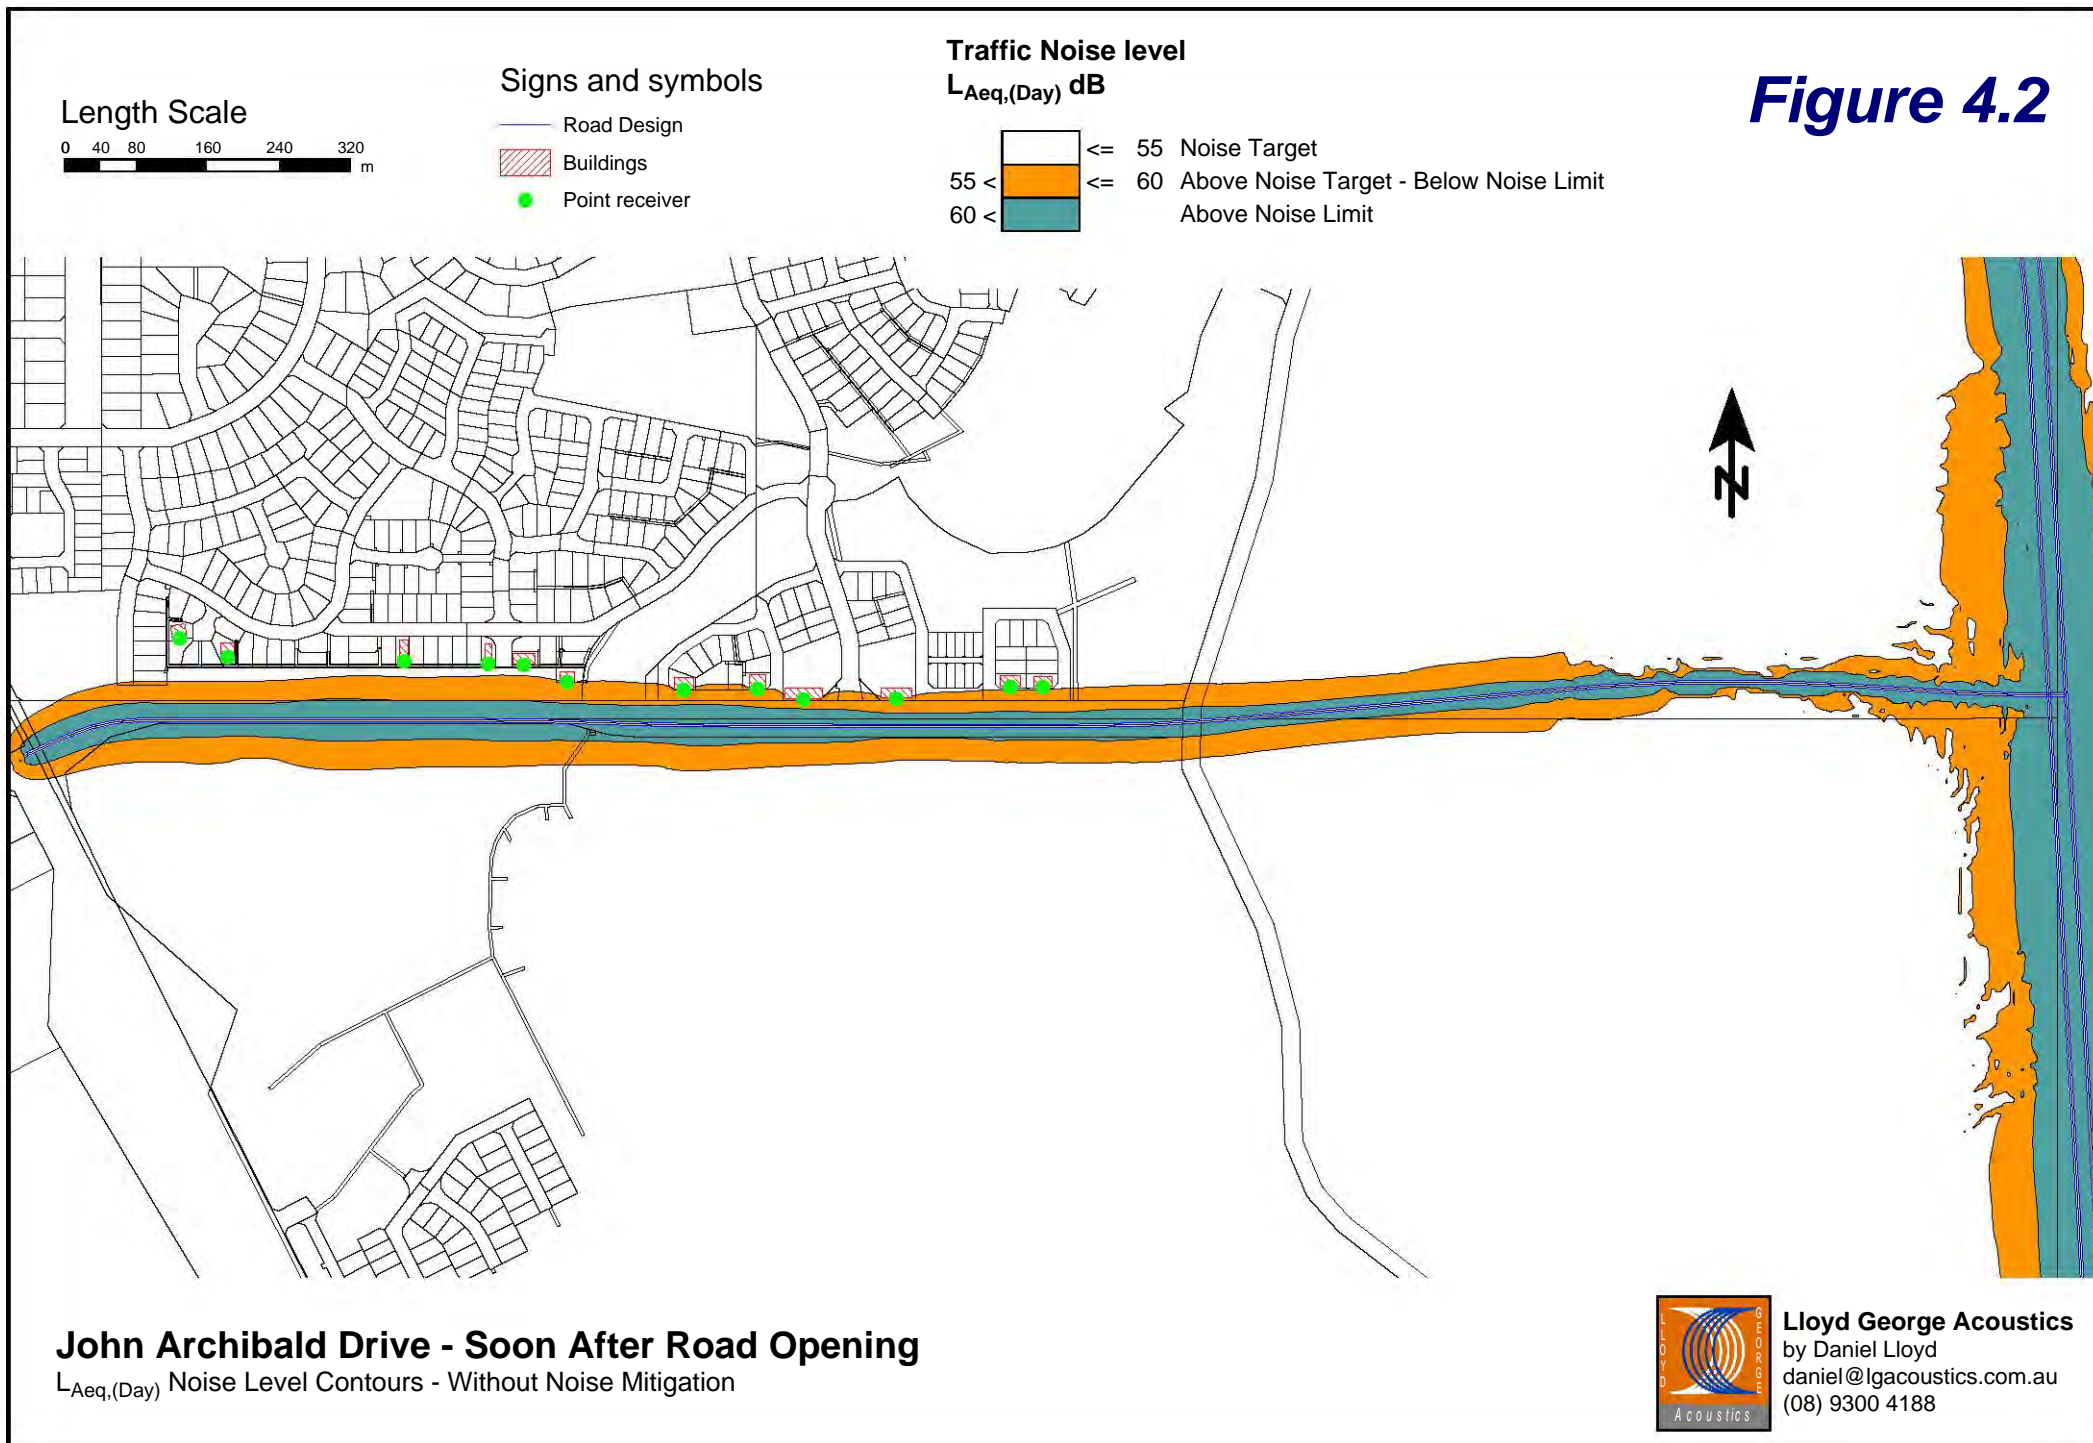 Length Scale
0 40 80 160 240 320
m
Signs and symbols
Road Design
Buildings
Point receiver
Traffic Noise level
LAeq,(Day) dB
<= 55 Noise Target
55 < <= 60 Above Noise Target - Below Noise Limit
60 < Above Noise Limit
Figure 4.2
N
John Archibald Drive - Soon After Road Opening
LAeq,(Day) Noise Level Contours - Without Noise Mitigation
LLOYD
GEORGE
Acoustics
Lloyd George Acoustics
by Daniel Lloyd
daniel@lgacoustics.com.au
(08) 9300 4188